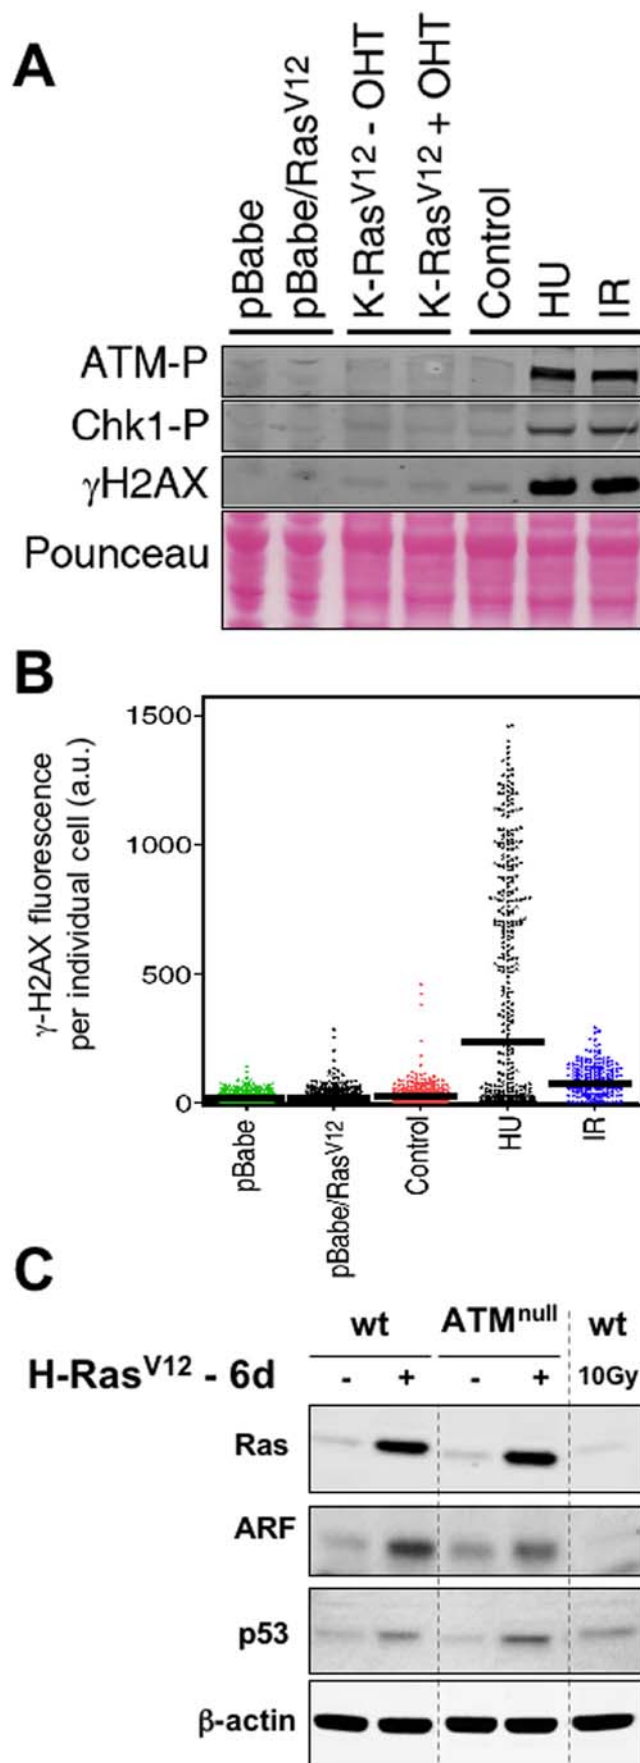 A
pBabe
pBabe/RasV12
K-RasV12 - OHT
K-RasV12 + OHT
Control
HU
IR
ATM-P
Chk1-P
γH2AX
Pounceau
B
γ-H2AX fluorescence
per individual cell (a.u.)
1500
1000
500
0
pBabe
pBabe/RasV12
Control
HU
IR
C
wt ATMnull wt
H-RasV12 - 6d - + - + 10Gy
Ras
ARF
p53
β-actin